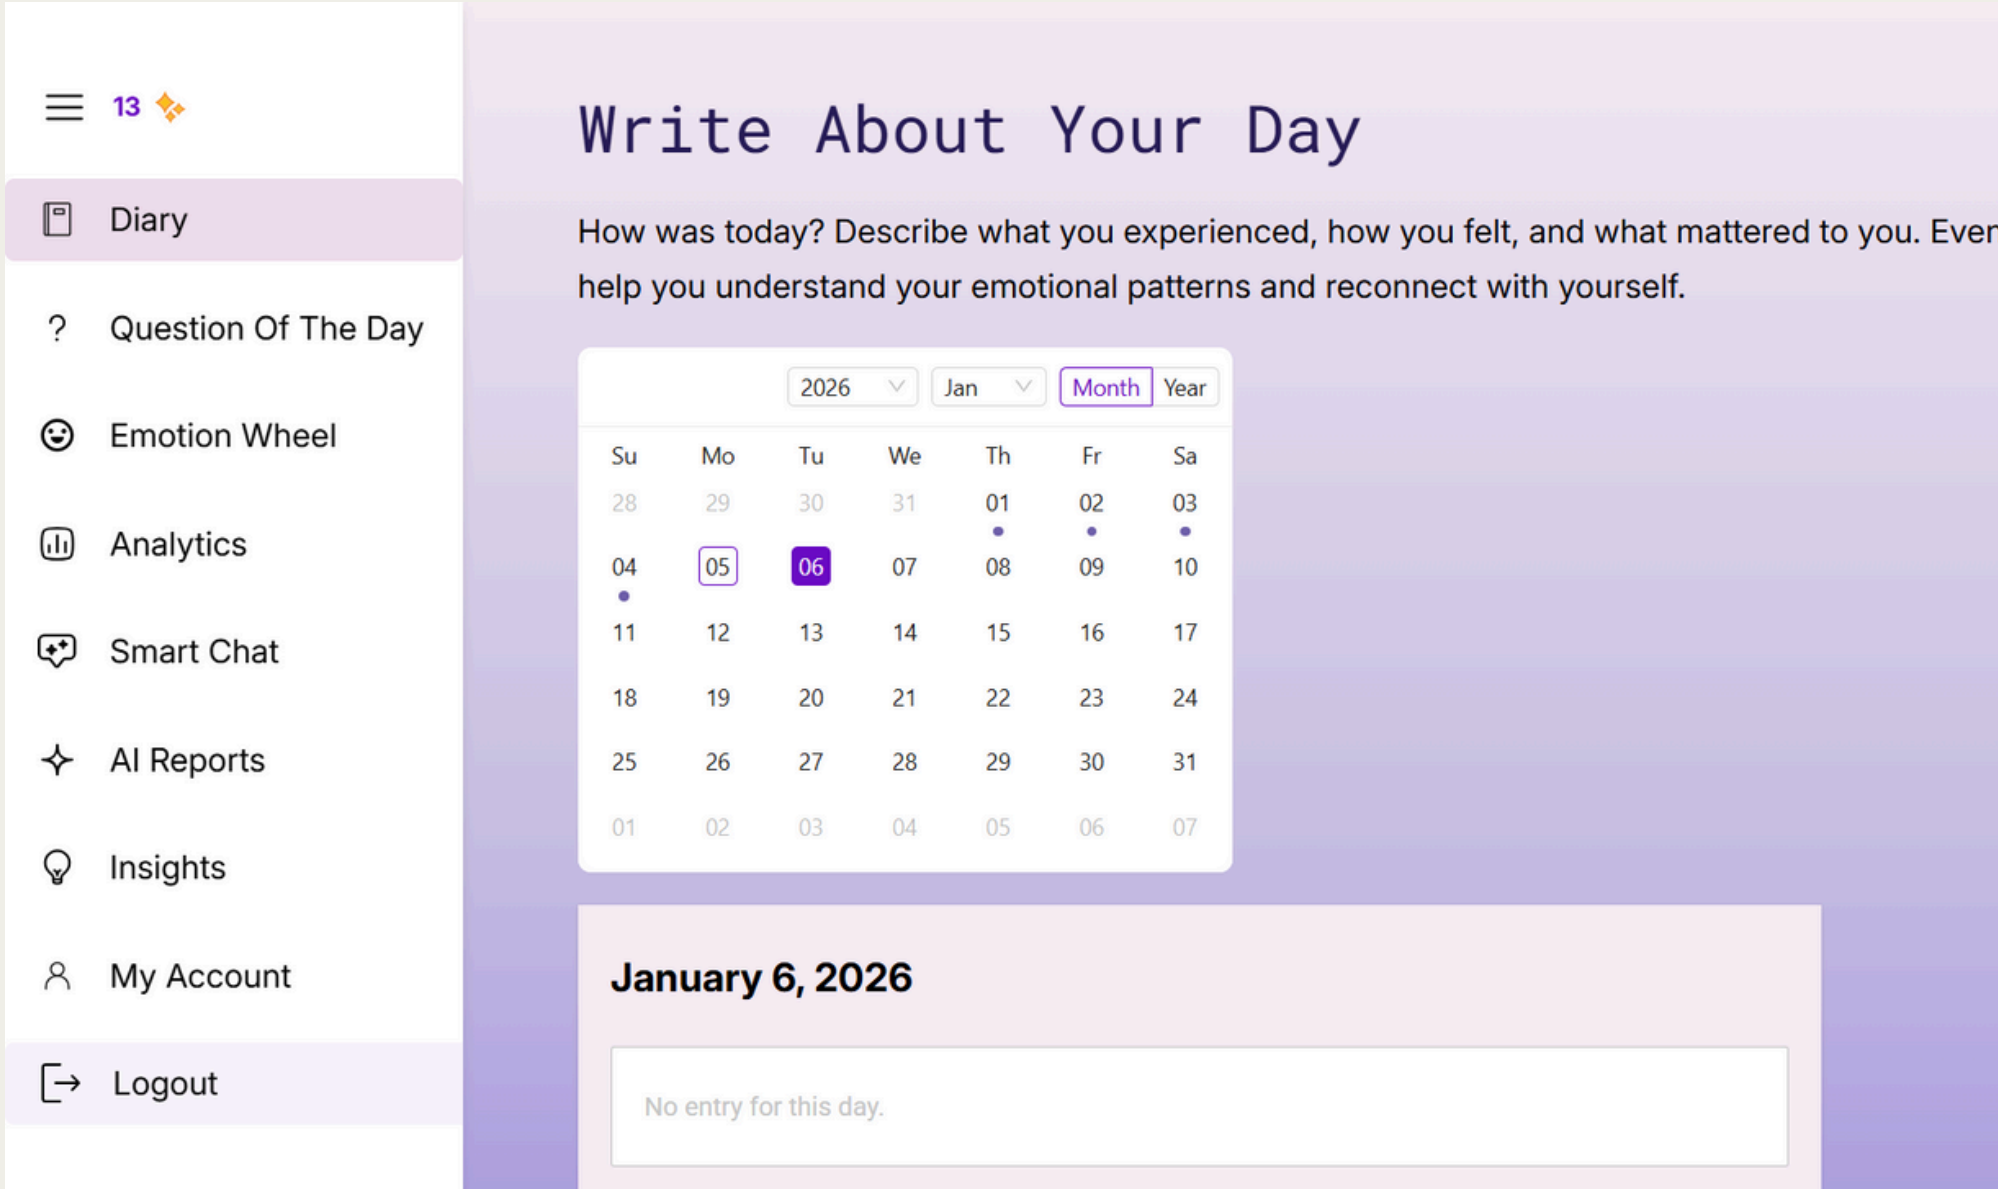 13
Diary
Question Of The Day
Emotion Wheel
Analytics
Smart Chat
AI Reports
Insights
My Account
Logout
Write About Your Day
How was today? Describe what you experienced, how you felt, and what mattered to you. Even
help you understand your emotional patterns and reconnect with yourself.
2026 Jan Month Year
Su Mo Tu We Th Fr Sa
28 29 30 31 01 02 03
04 05 06 07 08 09 10
11 12 13 14 15 16 17
18 19 20 21 22 23 24
25 26 27 28 29 30 31
01 02 03 04 05 06 07
January 6, 2026
No entry for this day.